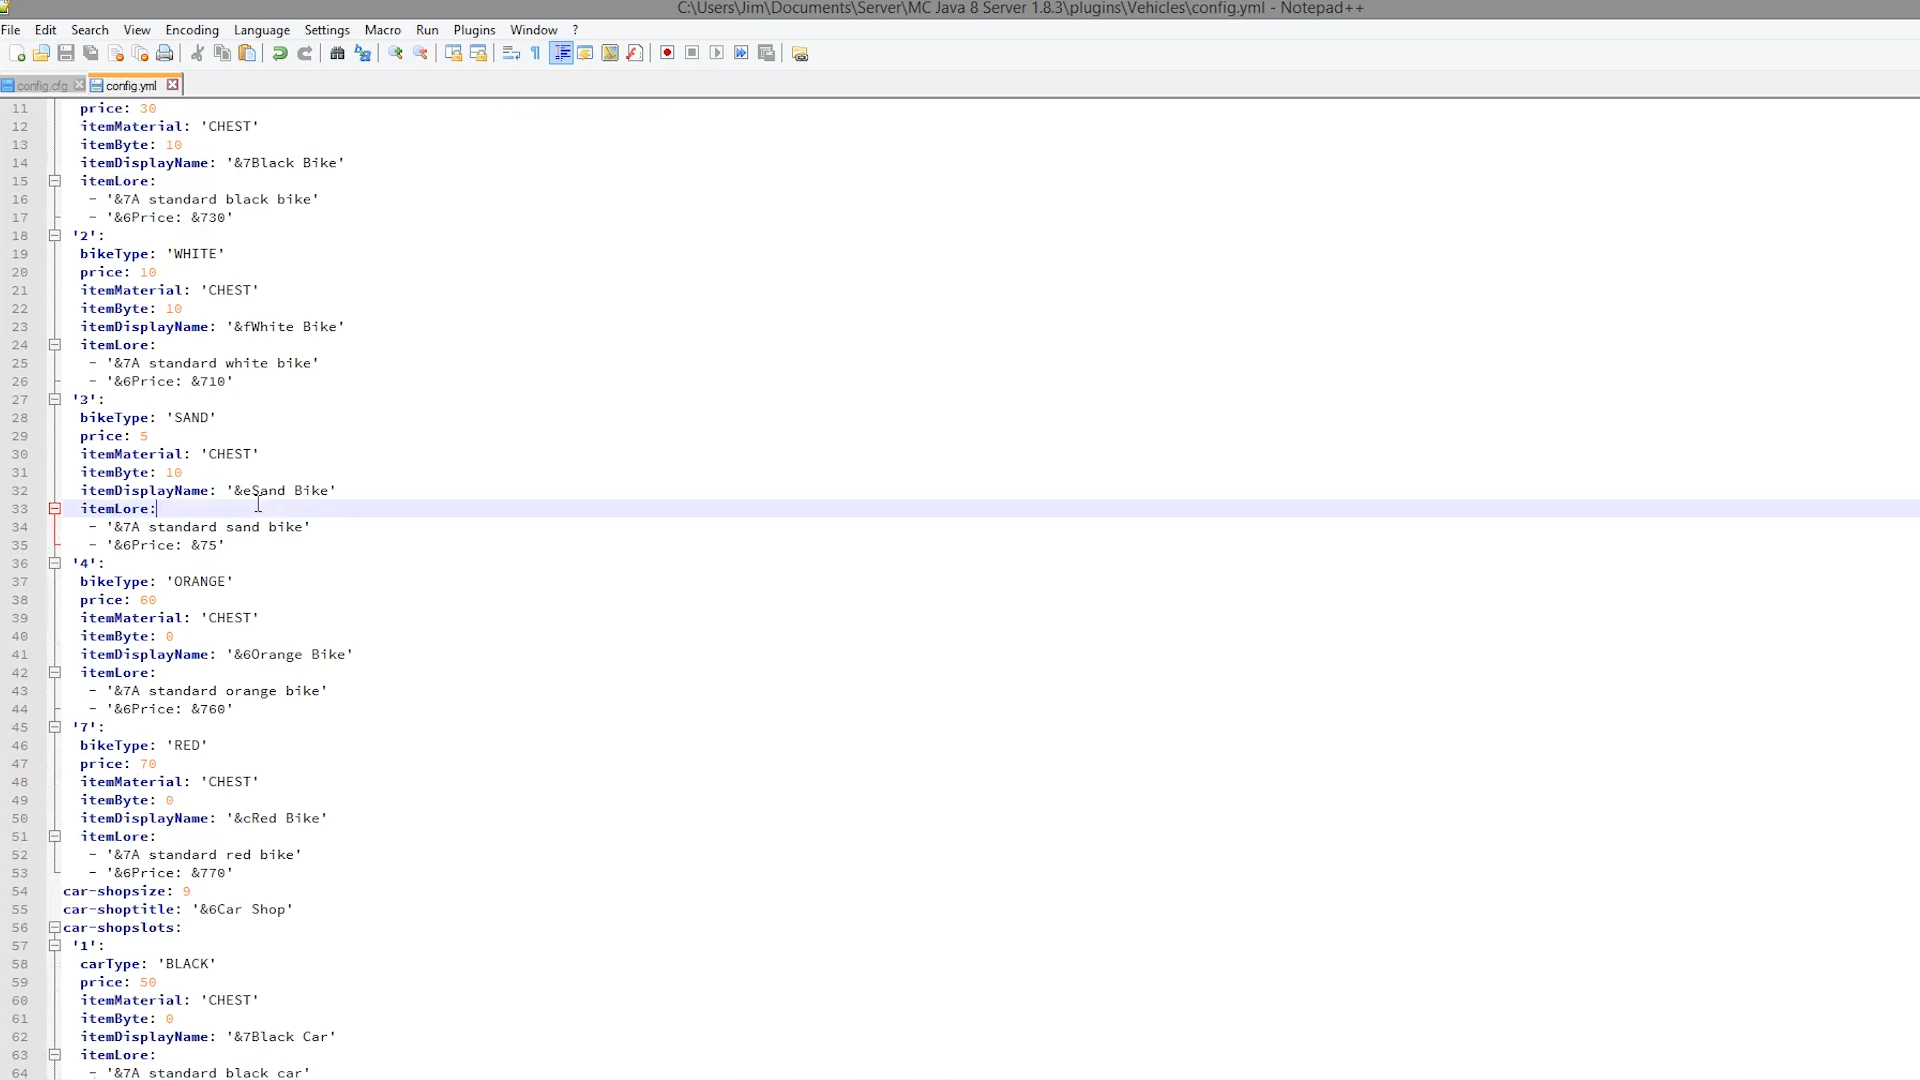 C:\Users\Jim\Documents\Server\MC Java 8 Server 1.8.3\plugins\Vehicles\config.yml - Notepad++
File Edit Search View Encoding Language Settings Macro Run Plugins Window ?
config.cfg config.yml
11 price: 30
12 itemMaterial: 'CHEST'
13 itemByte: 10
14 itemDisplayName: '&7Black Bike'
15 itemLore:
16 - '&7A standard black bike'
17 - '&6Price: &730'
18 '2':
19 bikeType: 'WHITE'
20 price: 10
21 itemMaterial: 'CHEST'
22 itemByte: 10
23 itemDisplayName: '&fWhite Bike'
24 itemLore:
25 - '&7A standard white bike'
26 - '&6Price: &710'
27 '3':
28 bikeType: 'SAND'
29 price: 5
30 itemMaterial: 'CHEST'
31 itemByte: 10
32 itemDisplayName: '&eSand Bike'
33 itemLore:
34 - '&7A standard sand bike'
35 - '&6Price: &75'
36 '4':
37 bikeType: 'ORANGE'
38 price: 60
39 itemMaterial: 'CHEST'
40 itemByte: 0
41 itemDisplayName: '&6Orange Bike'
42 itemLore:
43 - '&7A standard orange bike'
44 - '&6Price: &760'
45 '7':
46 bikeType: 'RED'
47 price: 70
48 itemMaterial: 'CHEST'
49 itemByte: 0
50 itemDisplayName: '&cRed Bike'
51 itemLore:
52 - '&7A standard red bike'
53 - '&6Price: &770'
54 car-shopsize: 9
55 car-shoptitle: '&6Car Shop'
56 car-shopslots:
57 '1':
58 carType: 'BLACK'
59 price: 50
60 itemMaterial: 'CHEST'
61 itemByte: 0
62 itemDisplayName: '&7Black Car'
63 itemLore:
64 - '&7A standard black car'